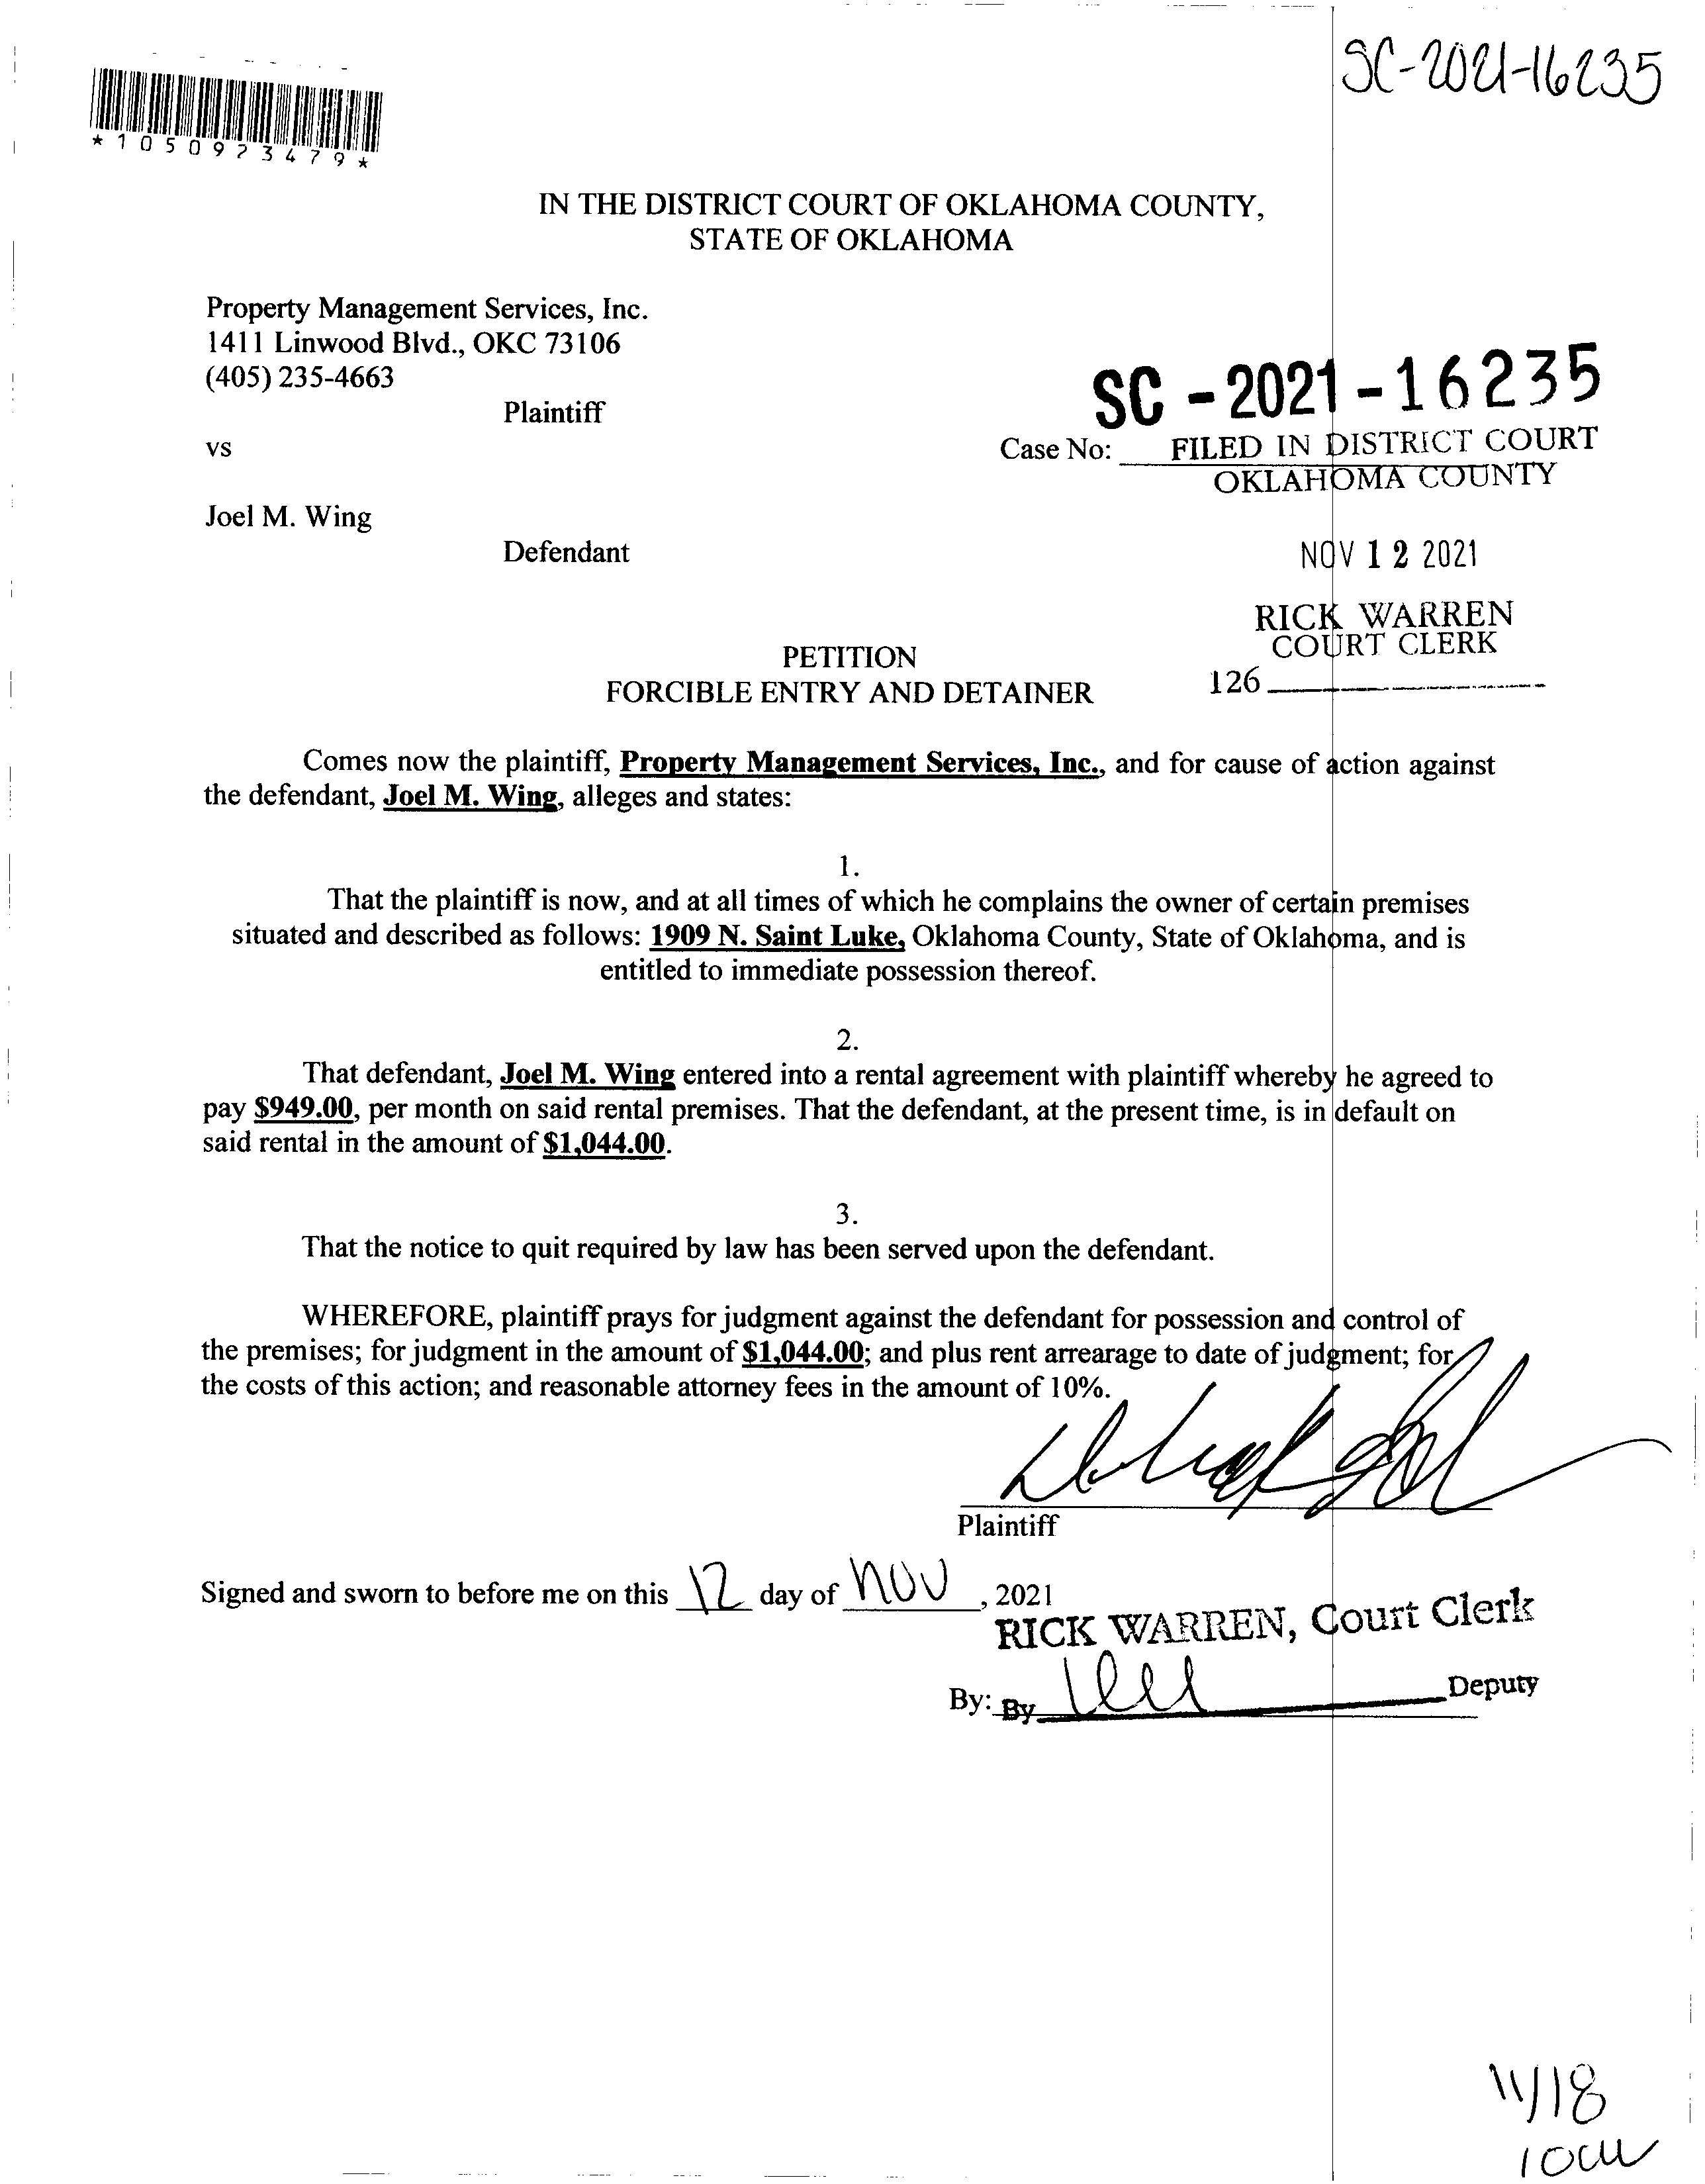 SC-2021-16235
*1050923479*
IN THE DISTRICT COURT OF OKLAHOMA COUNTY,
STATE OF OKLAHOMA
Property Management Services, Inc.
1411 Linwood Blvd., OKC 73106
(405) 235-4663
Plaintiff
SC - 2021 - 16235
vs
Case No: FILED IN DISTRICT COURT
OKLAHOMA COUNTY
Joel M. Wing
Defendant
NOV 12 2021
RICK WARREN
COURT CLERK
126
PETITION
FORCIBLE ENTRY AND DETAINER
Comes now the plaintiff, Property Management Services, Inc., and for cause of action against
the defendant, Joel M. Wing, alleges and states:
1.
That the plaintiff is now, and at all times of which he complains the owner of certain premises
situated and described as follows: 1909 N. Saint Luke, Oklahoma County, State of Oklahoma, and is
entitled to immediate possession thereof.
2.
That defendant, Joel M. Wing entered into a rental agreement with plaintiff whereby he agreed to
pay $949.00, per month on said rental premises. That the defendant, at the present time, is in default on
said rental in the amount of $1,044.00.
3.
That the notice to quit required by law has been served upon the defendant.
WHEREFORE, plaintiff prays for judgment against the defendant for possession and control of
the premises; for judgment in the amount of $1,044.00; and plus rent arrearage to date of judgment; for
the costs of this action; and reasonable attorney fees in the amount of 10%.
Plaintiff
Signed and sworn to before me on this 12 day of NOV, 2021
RICK WARREN, Court Clerk
By: By Deputy
11/18